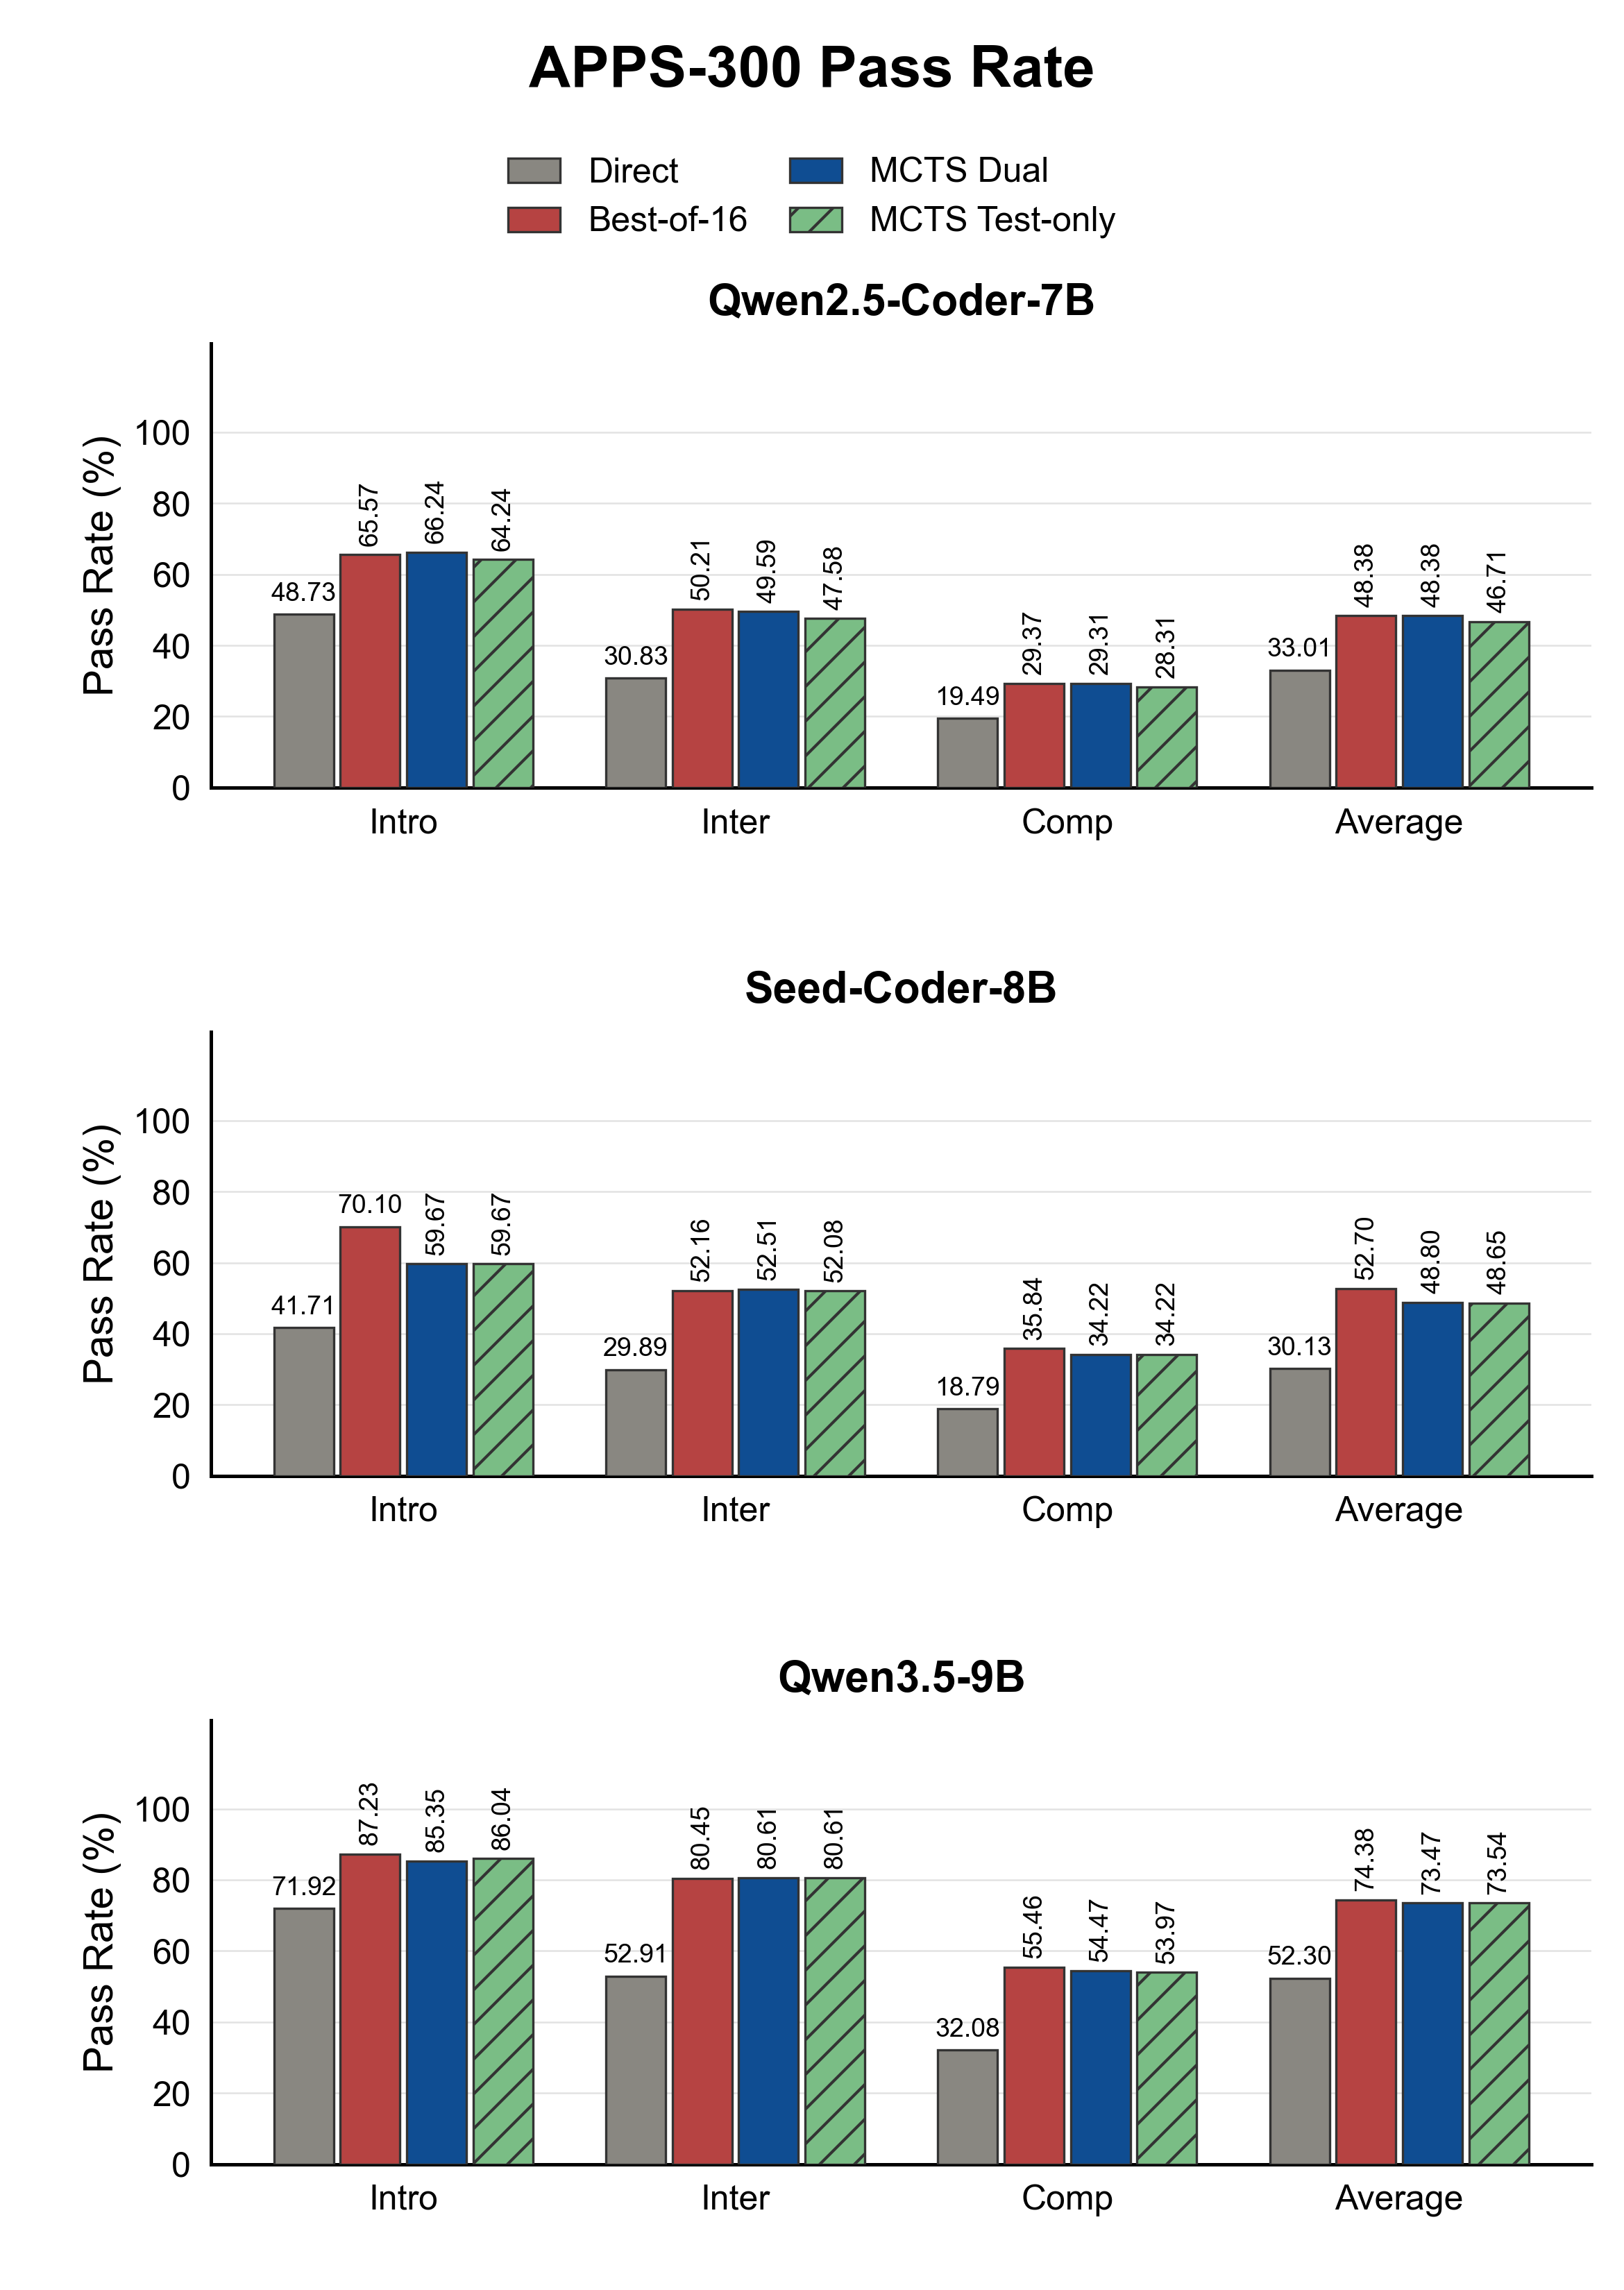 APPS-300 Pass Rate
Direct
MCTS Dual
Best-of-16
MCTS Test-only
Qwen2.5-Coder-7B
Pass Rate (%)
100
80
60
40
20
0
48.73
65.57
66.24
64.24
30.83
50.21
49.59
47.58
19.49
29.37
29.31
28.31
33.01
48.38
48.38
46.71
Intro
Inter
Comp
Average
Seed-Coder-8B
Pass Rate (%)
100
80
60
40
20
0
41.71
70.10
59.67
59.67
29.89
52.16
52.51
52.08
18.79
35.84
34.22
34.22
30.13
52.70
48.80
48.65
Intro
Inter
Comp
Average
Qwen3.5-9B
Pass Rate (%)
100
80
60
40
20
0
71.92
87.23
85.35
86.04
52.91
80.45
80.61
80.61
32.08
55.46
54.47
53.97
52.30
74.38
73.47
73.54
Intro
Inter
Comp
Average